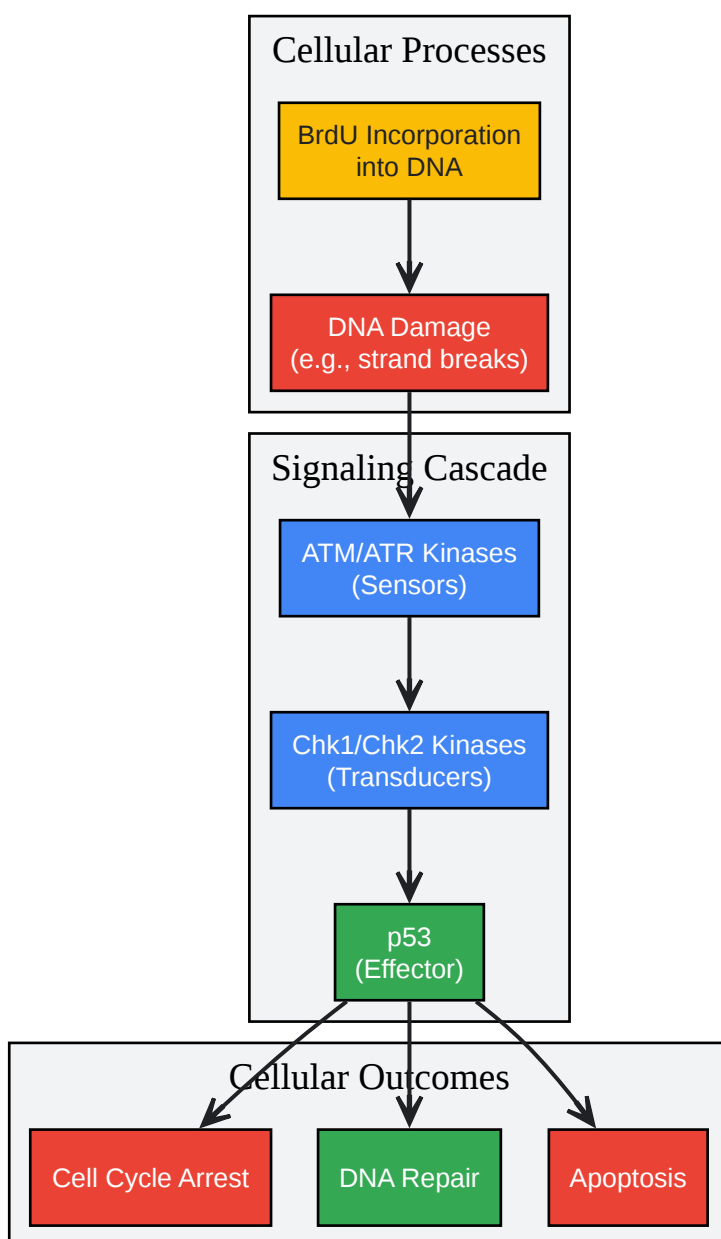 Cellular Processes
BrdU Incorporation
into DNA
DNA Damage
(e.g., strand breaks)
Signaling Cascade
ATM/ATR Kinases
(Sensors)
Chk1/Chk2 Kinases
(Transducers)
p53
(Effector)
Cellular Outcomes
Cell Cycle Arrest
DNA Repair
Apoptosis